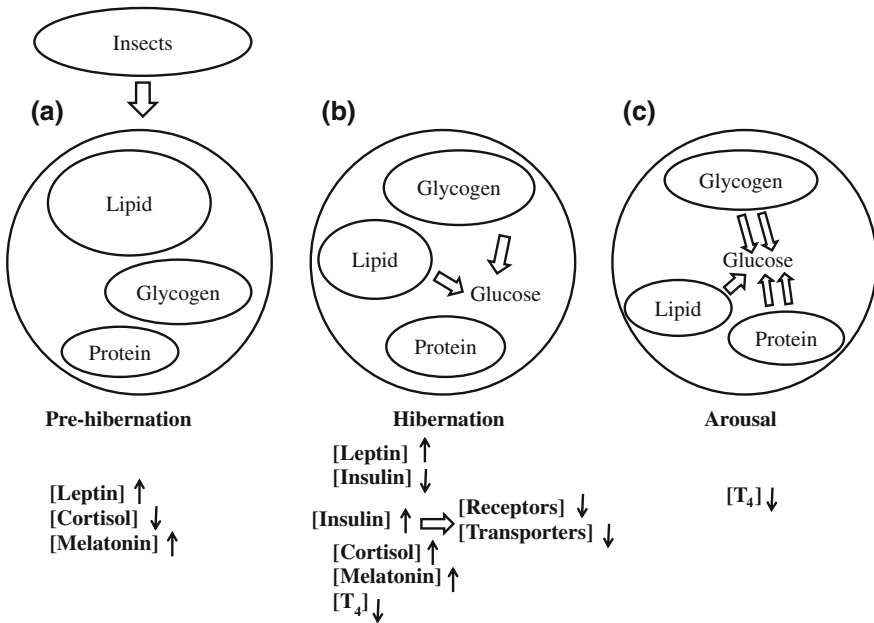 Insects
(a)
Lipid
Glycogen
Protein
Pre-hibernation
[Leptin] ↑
[Cortisol] ↓
[Melatonin] ↑
(b)
Glycogen
Lipid
Glucose
Protein
Hibernation
[Leptin] ↑
[Insulin] ↓
[Insulin] ↑ ⇒ [Receptors] ↓
[Transporters] ↓
[Cortisol] ↑
[Melatonin] ↑
[T₄] ↓
(c)
Glycogen
Glucose
Lipid
Protein
Arousal
[T₄] ↓